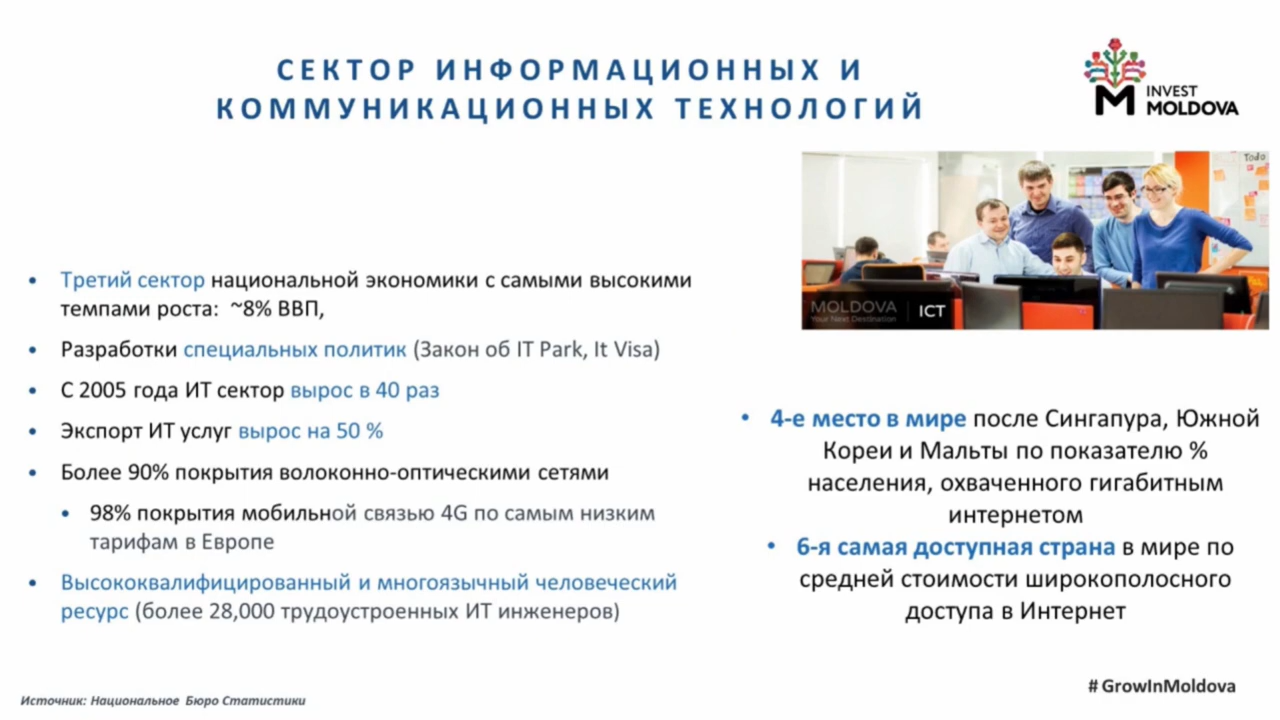 СЕКТОР ИНФОРМАЦИОННЫХ И
КОММУНИКАЦИОННЫХ ТЕХНОЛОГИЙ
INVEST
MOLDOVA
Todo
MOLDOVA
Your Next Destination
ICT
• Третий сектор национальной экономики с самыми высокими
темпами роста: ~8% ВВП,
• Разработки специальных политик (Закон об IT Park, It Visa)
• С 2005 года ИТ сектор вырос в 40 раз
• Экспорт ИТ услуг вырос на 50 %
• Более 90% покрытия волоконно-оптическими сетями
• 98% покрытия мобильной связью 4G по самым низким
тарифам в Европе
• Высококвалифицированный и многоязычный человеческий
ресурс (более 28,000 трудоустроенных ИТ инженеров)
• 4-е место в мире после Сингапура, Южной
Кореи и Мальты по показателю %
населения, охваченного гигабитным
интернетом
• 6-я самая доступная страна в мире по
средней стоимости широкополосного
доступа в Интернет
# GrowInMoldova
Источник: Национальное Бюро Статистики